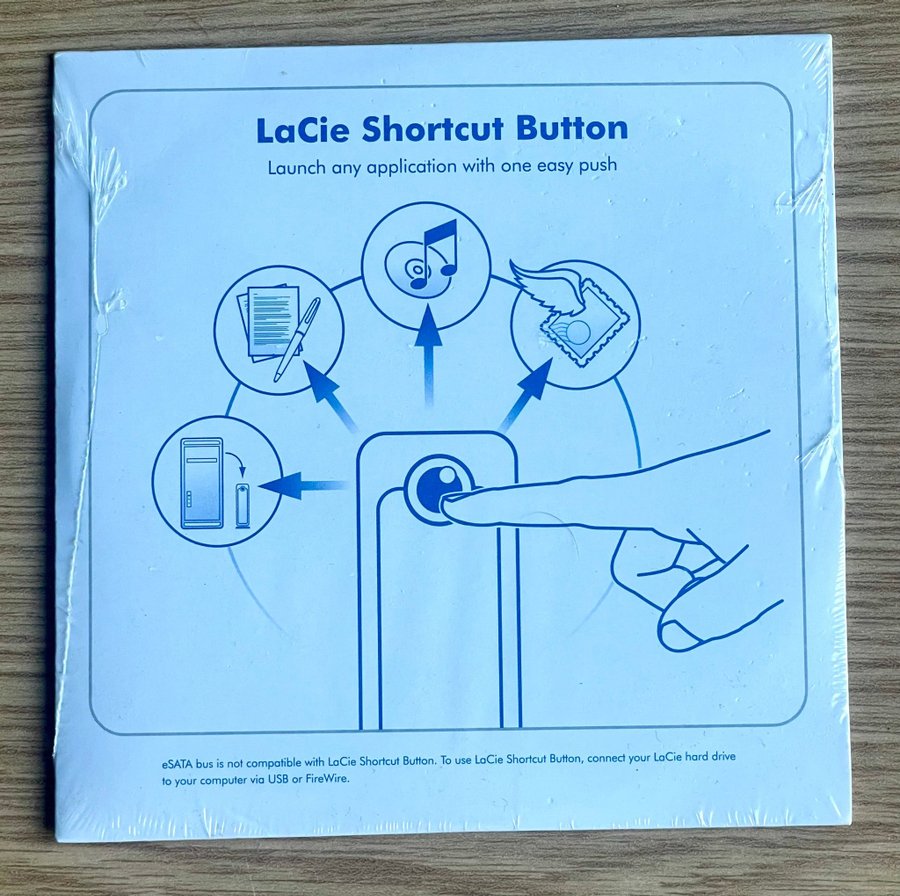 LaCie Shortcut Button
Launch any application with one easy push
eSATA bus is not compatible with LaCie Shortcut Button. To use LaCie Shortcut Button, connect your LaCie hard drive
to your computer via USB or FireWire.